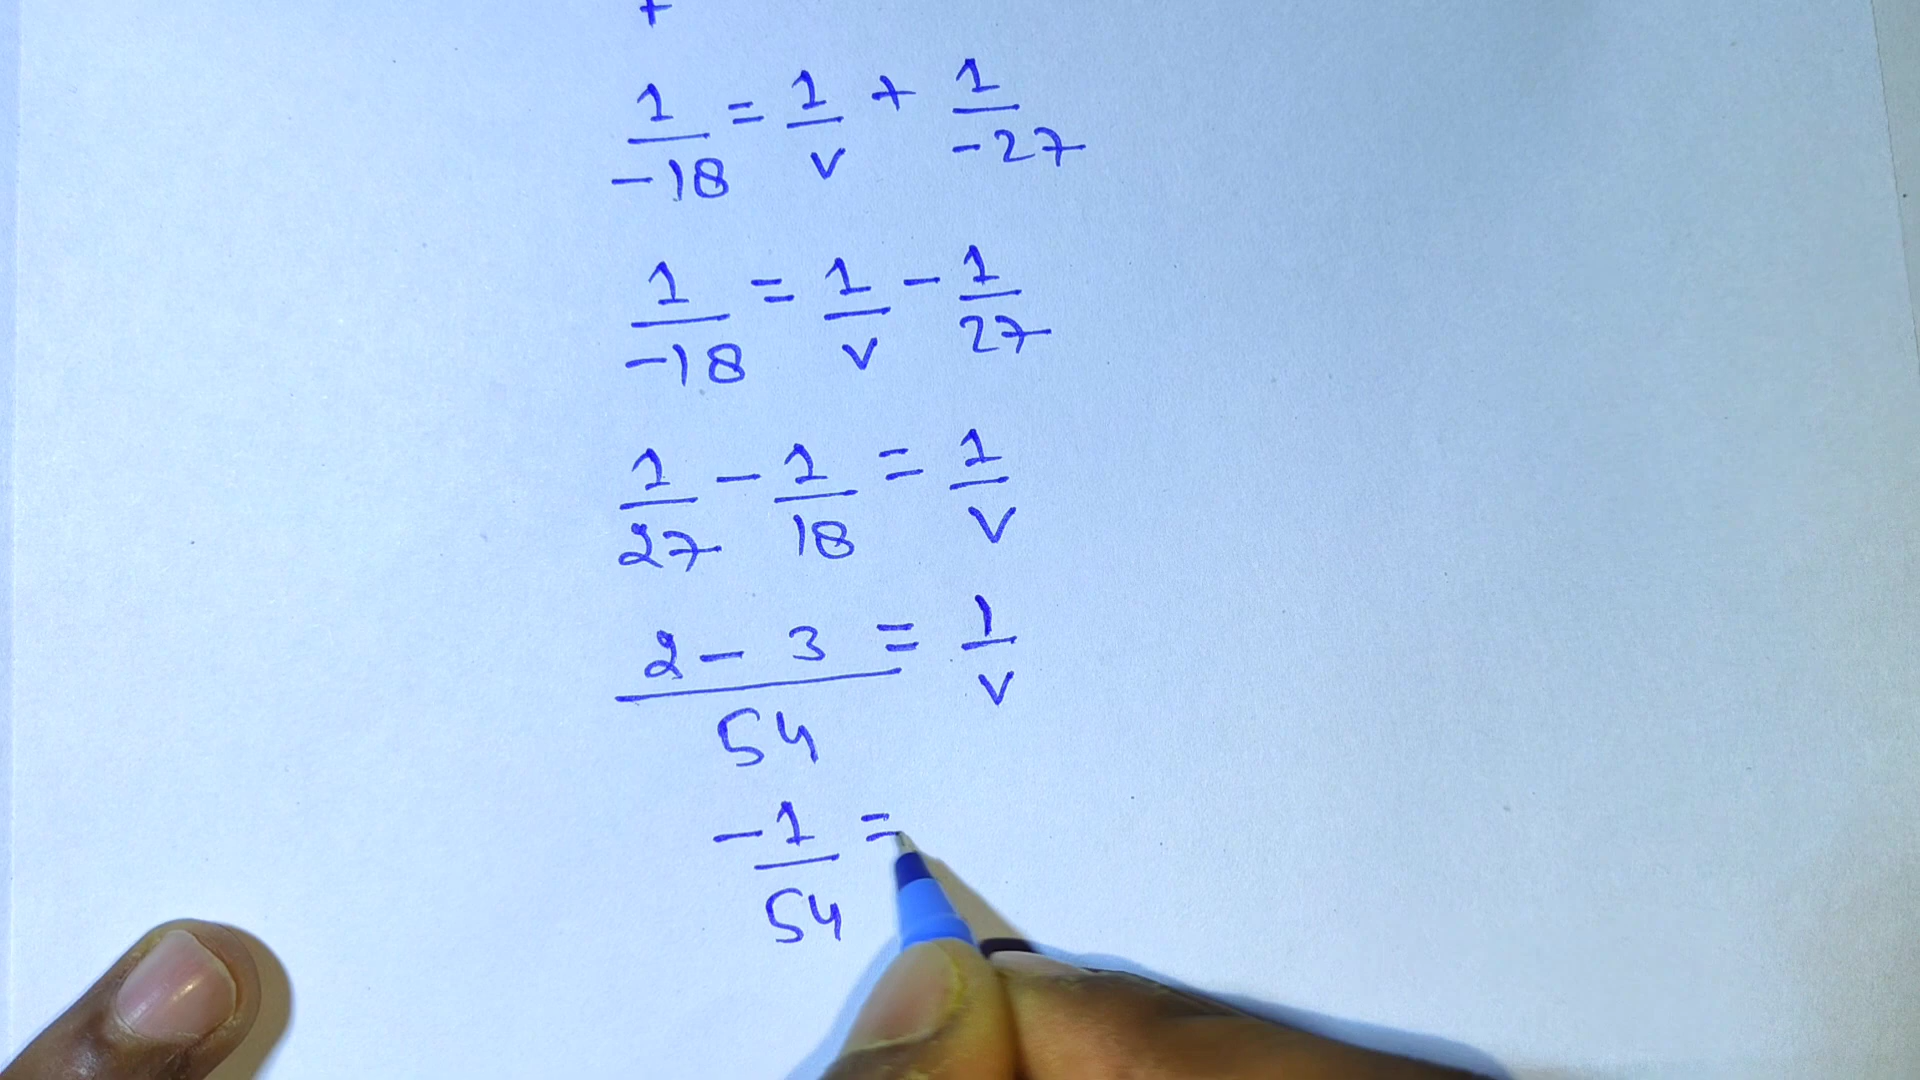 +
1/-18 = 1/v + 1/-27
1/-18 = 1/v - 1/27
1/27 - 1/18 = 1/v
2 - 3/54 = 1/v
-1/54 =